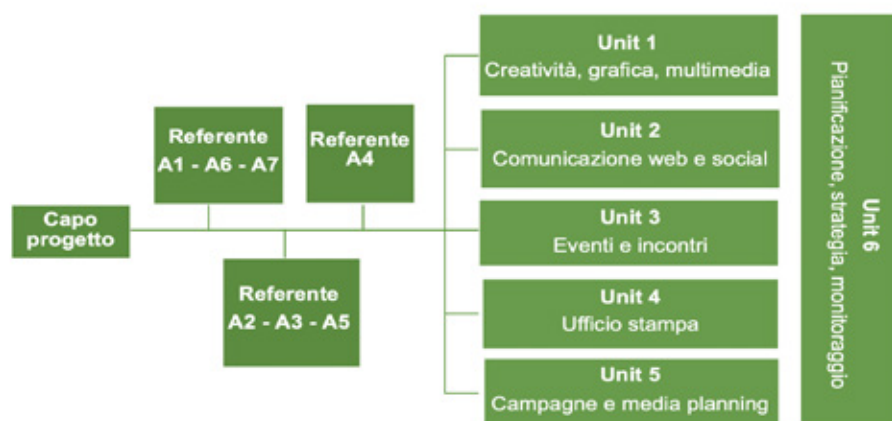 Unit 1
Creatività, grafica, multimedia
Referente
A1 - A6 - A7
Referente
A4
Unit 2
Comunicazione web e social
Capo
progetto
Unit 3
Eventi e incontri
Referente
A2 - A3 - A5
Unit 4
Ufficio stampa
Unit 5
Campagne e media planning
Unit 6
Pianificazione, strategia, monitoraggio